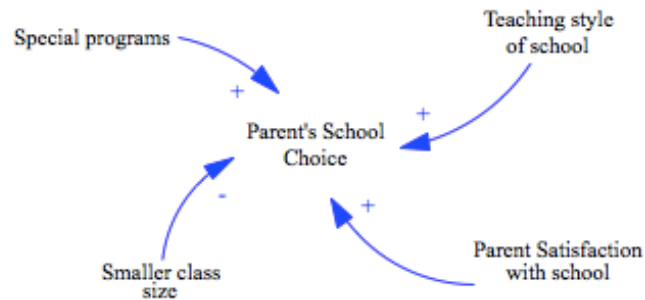 Special programs
Teaching style
of school
+
+
Parent's School
Choice
-
+
Smaller class
size
Parent Satisfaction
with school